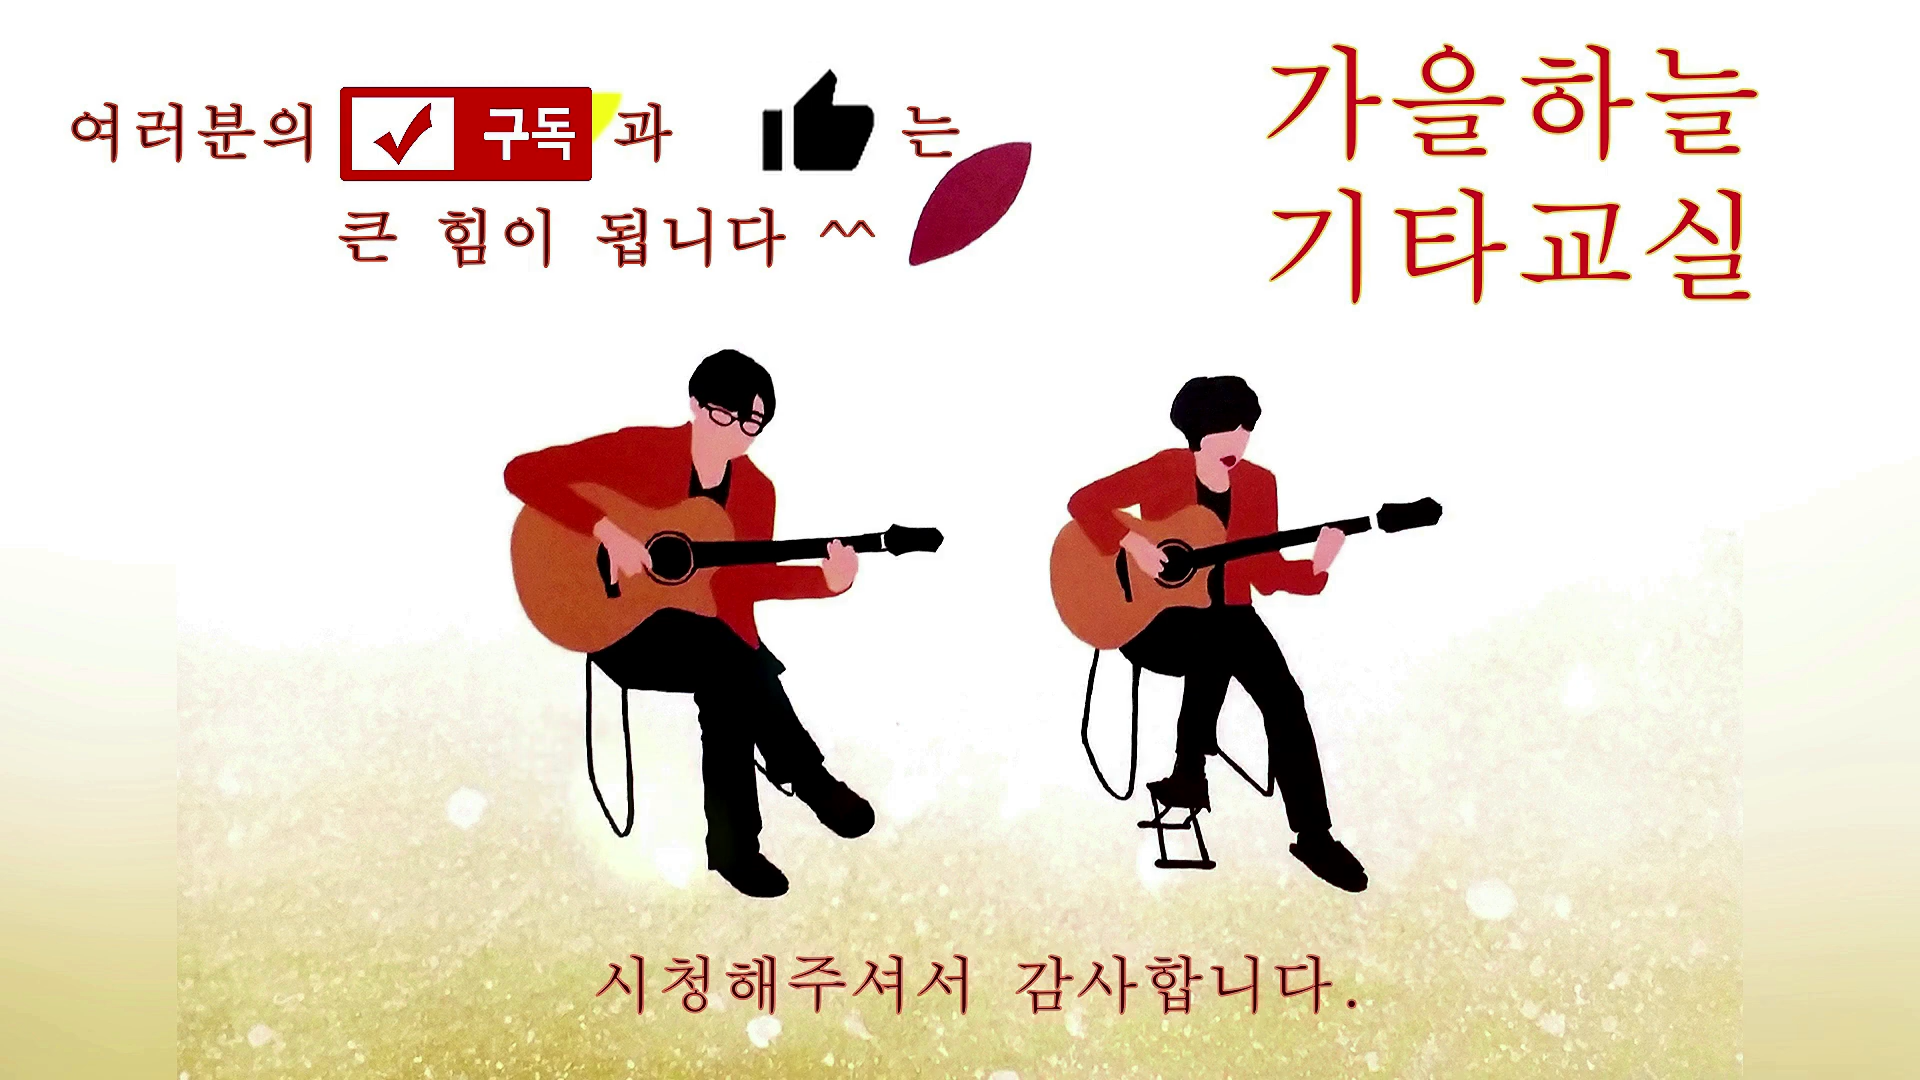 여러분의 구독과 는
큰 힘이 됩니다 ^^
가을하늘
기타교실
시청해주셔서 감사합니다.